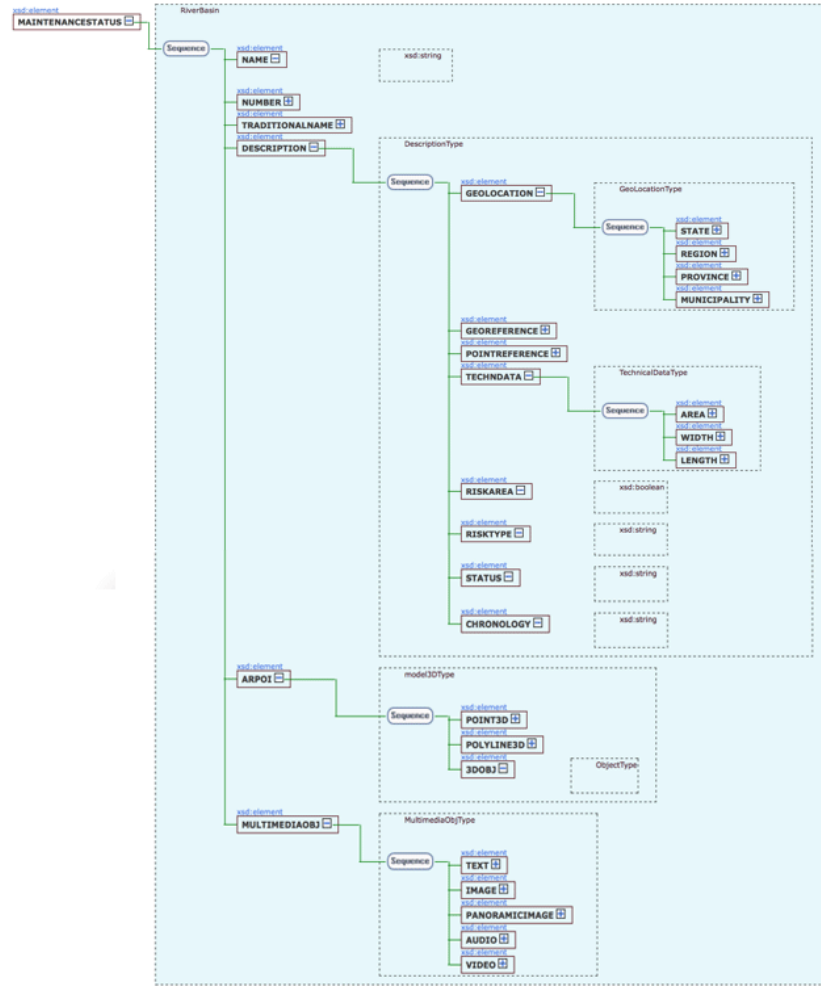 xsd:element
MAINTENANCESTATUS
RiverBasin
Sequence
xsd:element
NAME
xsd:string
xsd:element
NUMBER
xsd:element
TRADITIONALNAME
xsd:element
DESCRIPTION
DescriptionType
Sequence
xsd:element
GEOLOCATION
GeoLocationType
Sequence
xsd:element
STATE
xsd:element
REGION
xsd:element
PROVINCE
xsd:element
MUNICIPALITY
xsd:element
GEOREFERENCE
xsd:element
POINTREFERENCE
xsd:element
TECHNDATA
TechnicalDataType
Sequence
xsd:element
AREA
xsd:element
WIDTH
xsd:element
LENGTH
xsd:element
RISKAREA
xsd:boolean
xsd:element
RISKTYPE
xsd:string
xsd:element
STATUS
xsd:string
xsd:element
CHRONOLOGY
xsd:string
xsd:element
ARPOI
model3DType
Sequence
xsd:element
POINT3D
xsd:element
POLYLINE3D
xsd:element
3DOBJ
ObjectType
xsd:element
MULTIMEDIAOBJ
MultimediaObjType
Sequence
xsd:element
TEXT
xsd:element
IMAGE
xsd:element
PANORAMICIMAGE
xsd:element
AUDIO
xsd:element
VIDEO